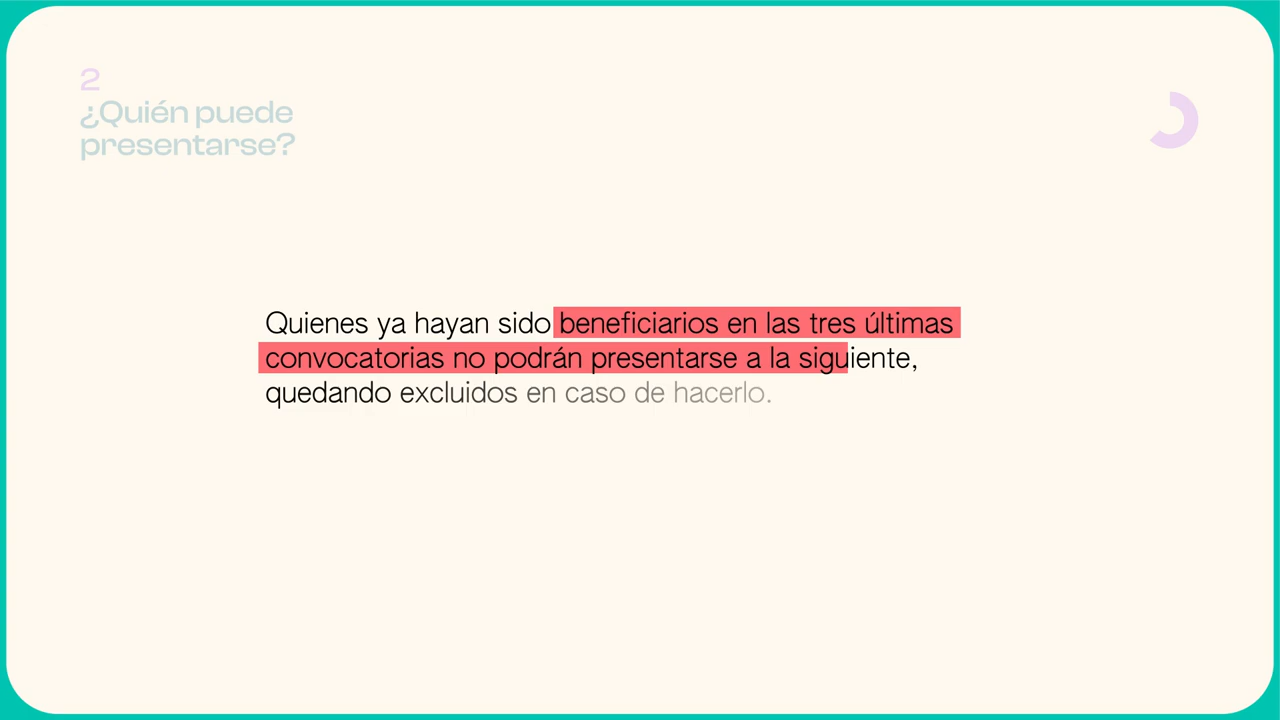 2
¿Quién puede
presentarse?
Quienes ya hayan sido beneficiarios en las tres últimas
convocatorias no podrán presentarse a la siguiente,
quedando excluidos en caso de hacerlo.